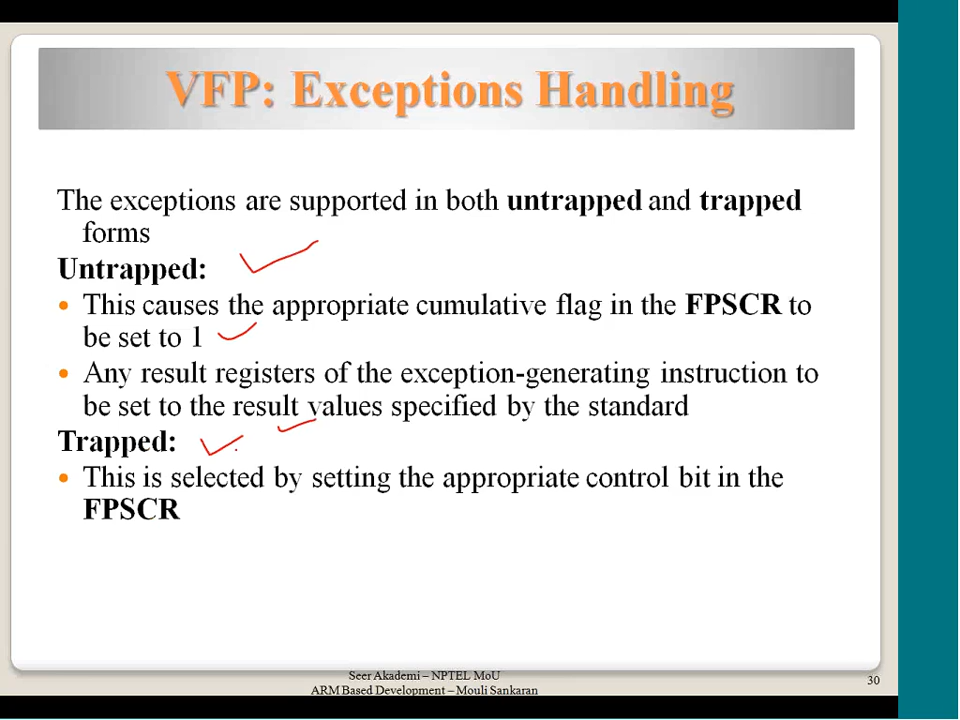 VFP: Exceptions Handling
The exceptions are supported in both untrapped and trapped
forms
Untrapped:
• This causes the appropriate cumulative flag in the FPSCR to
be set to 1
• Any result registers of the exception-generating instruction to
be set to the result values specified by the standard
Trapped:
• This is selected by setting the appropriate control bit in the
FPSCR
Seer Akademi – NPTEL MoU
ARM Based Development – Mouli Sankaran
30